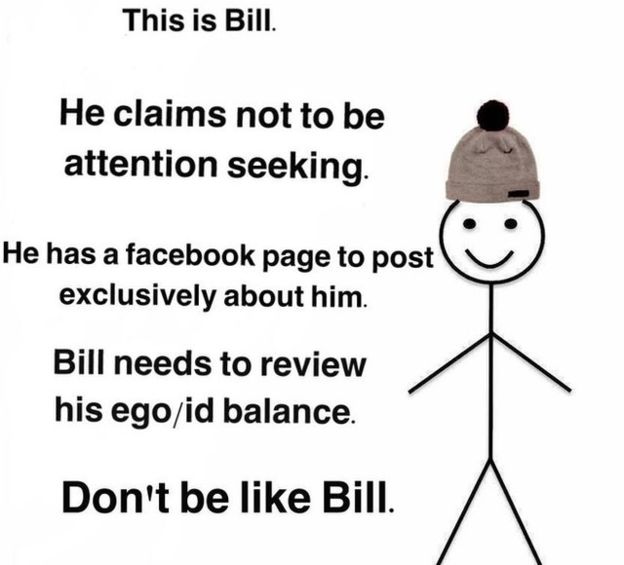 This is Bill.
He claims not to be
attention seeking.
He has a facebook page to post
exclusively about him.
Bill needs to review
his ego/id balance.
Don't be like Bill.